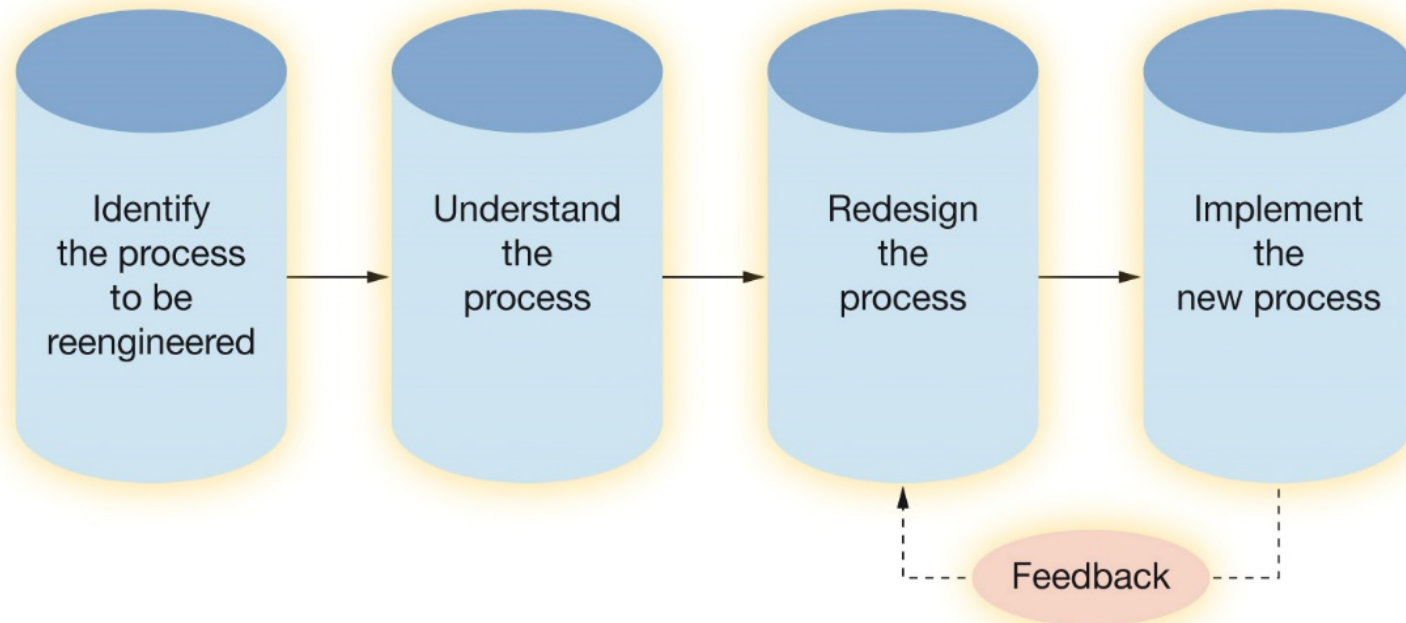 Identify
the process
to be
reengineered
Understand
the
process
Redesign
the
process
Implement
the
new process
Feedback